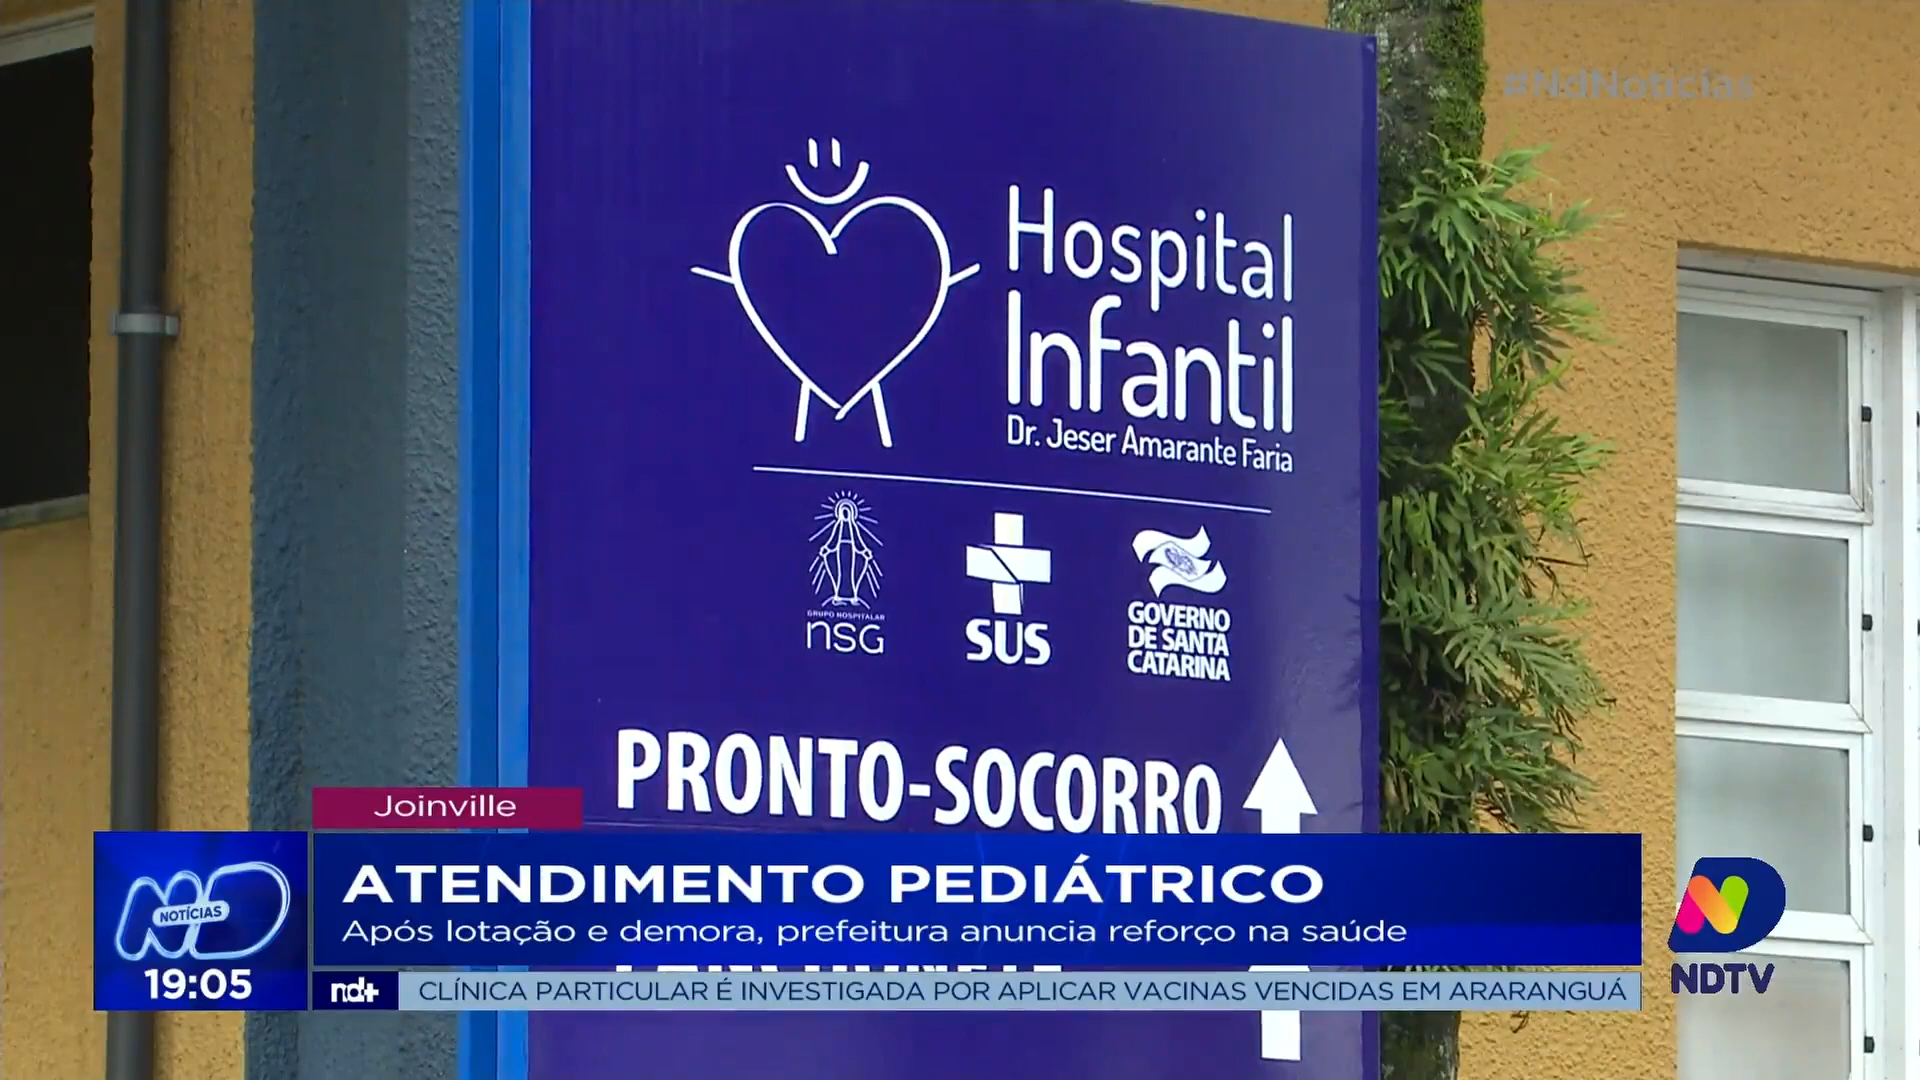 #NdNotícias
Hospital
Infantil
Dr. Jeser Amarante Faria
GRUPO HOSPITALAR
nsg
SUS
GOVERNO
DE SANTA
CATARINA
PRONTO-SOCORRO
Joinville
ATENDIMENTO PEDIÁTRICO
Após lotação e demora, prefeitura anuncia reforço na saúde
ND
NOTÍCIAS
19:05
nd+
CLÍNICA PARTICULAR É INVESTIGADA POR APLICAR VACINAS VENCIDAS EM ARARANGUÁ
NDTV